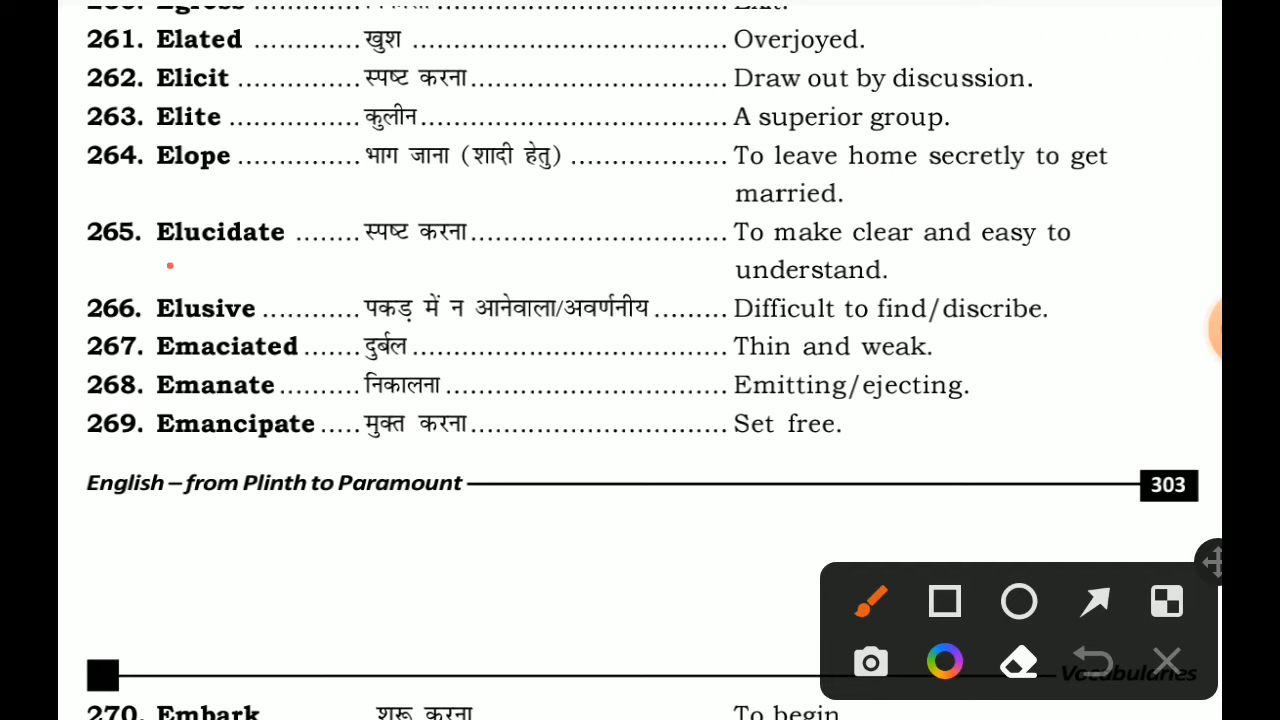 261. Elated ............. खुश ....................................... Overjoyed.
262. Elicit ............... स्पष्ट करना................................ Draw out by discussion.
263. Elite ................ कुलीन...................................... A superior group.
264. Elope ............... भाग जाना (शादी हेतु) ................... To leave home secretly to get
married.
265. Elucidate ........ स्पष्ट करना................................ To make clear and easy to
understand.
266. Elusive ............ पकड़ में न आनेवाला/अवर्णनीय ......... Difficult to find/discribe.
267. Emaciated ....... दुर्बल ....................................... Thin and weak.
268. Emanate .......... निकालना ................................... Emitting/ejecting.
269. Emancipate ..... मुक्त करना................................ Set free.
English – from Plinth to Paramount 303
Vocabularies
270. Embark शुरू करना To begin